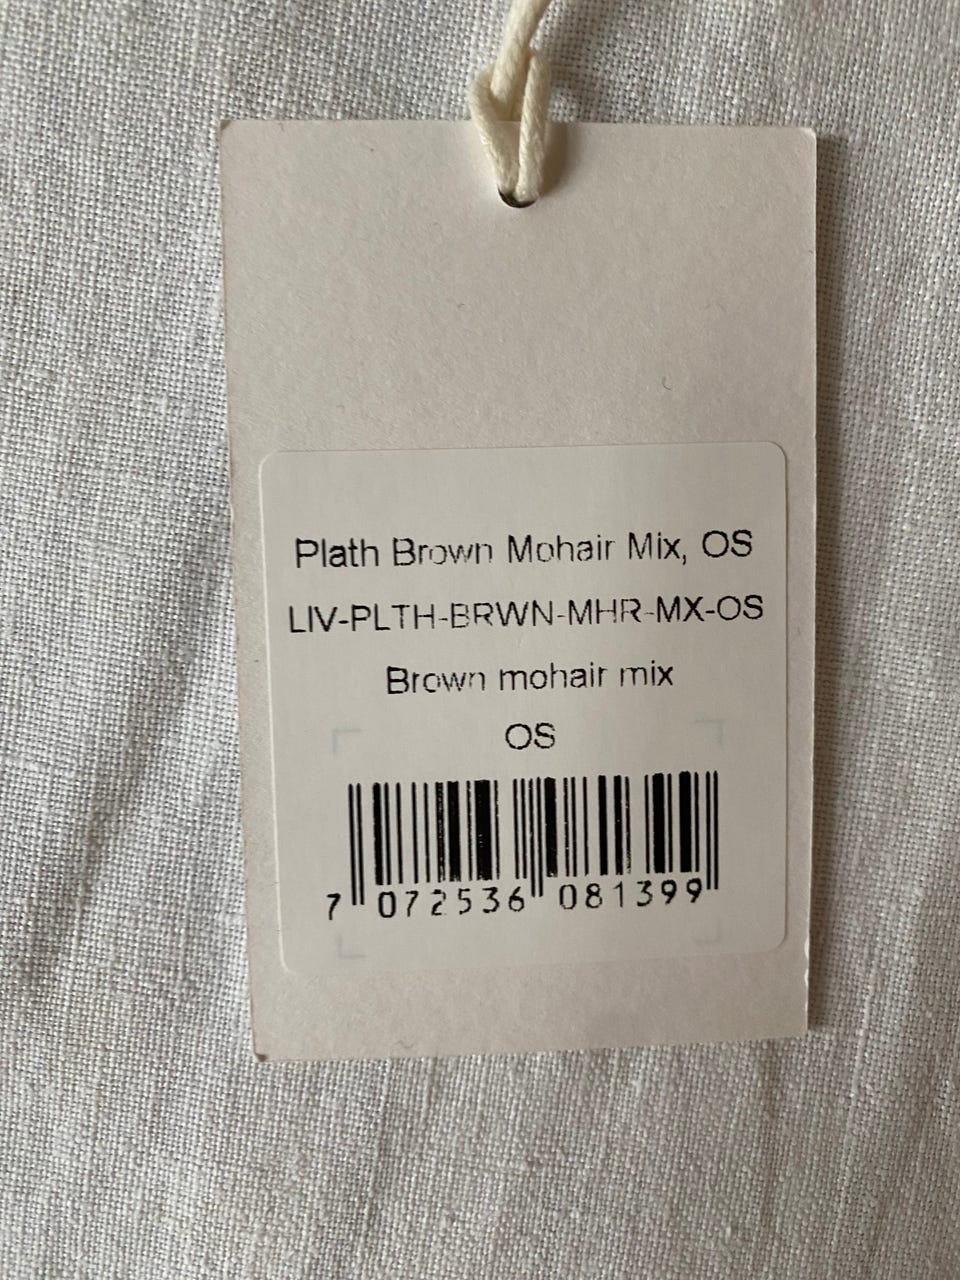 Plath Brown Mohair Mix, OS
LIV-PLTH-BRWN-MHR-MX-OS
Brown mohair mix
OS
7 072536 081399